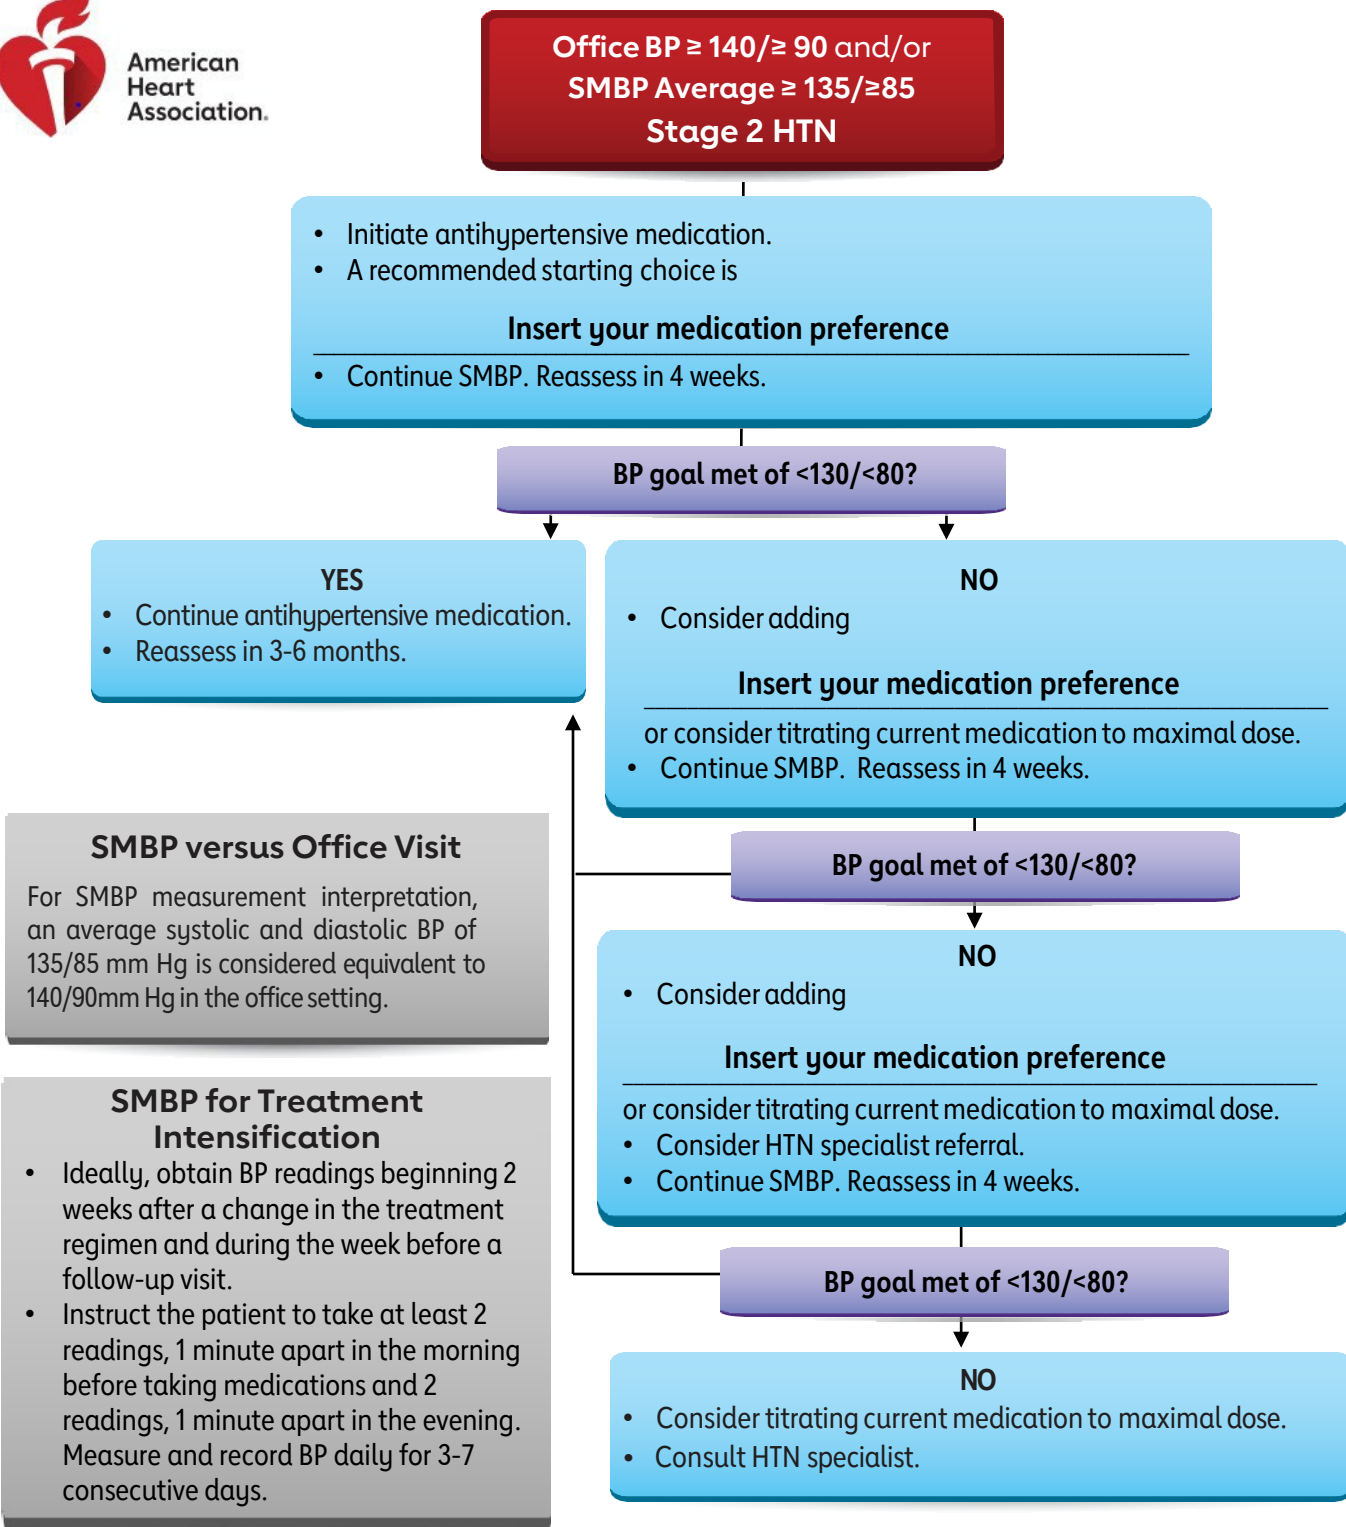 American
Heart
Association.
Office BP ≥ 140/≥ 90 and/or
SMBP Average ≥ 135/≥85
Stage 2 HTN
• Initiate antihypertensive medication.
• A recommended starting choice is
Insert your medication preference
• Continue SMBP. Reassess in 4 weeks.
BP goal met of <130/<80?
YES
• Continue antihypertensive medication.
• Reassess in 3-6 months.
NO
• Consider adding
Insert your medication preference
or consider titrating current medication to maximal dose.
• Continue SMBP. Reassess in 4 weeks.
BP goal met of <130/<80?
SMBP versus Office Visit
For SMBP measurement interpretation,
an average systolic and diastolic BP of
135/85 mm Hg is considered equivalent to
140/90mm Hg in the office setting.
NO
• Consider adding
Insert your medication preference
or consider titrating current medication to maximal dose.
• Consider HTN specialist referral.
• Continue SMBP. Reassess in 4 weeks.
SMBP for Treatment
Intensification
• Ideally, obtain BP readings beginning 2
weeks after a change in the treatment
regimen and during the week before a
follow-up visit.
• Instruct the patient to take at least 2
readings, 1 minute apart in the morning
before taking medications and 2
readings, 1 minute apart in the evening.
Measure and record BP daily for 3-7
consecutive days.
BP goal met of <130/<80?
NO
• Consider titrating current medication to maximal dose.
• Consult HTN specialist.